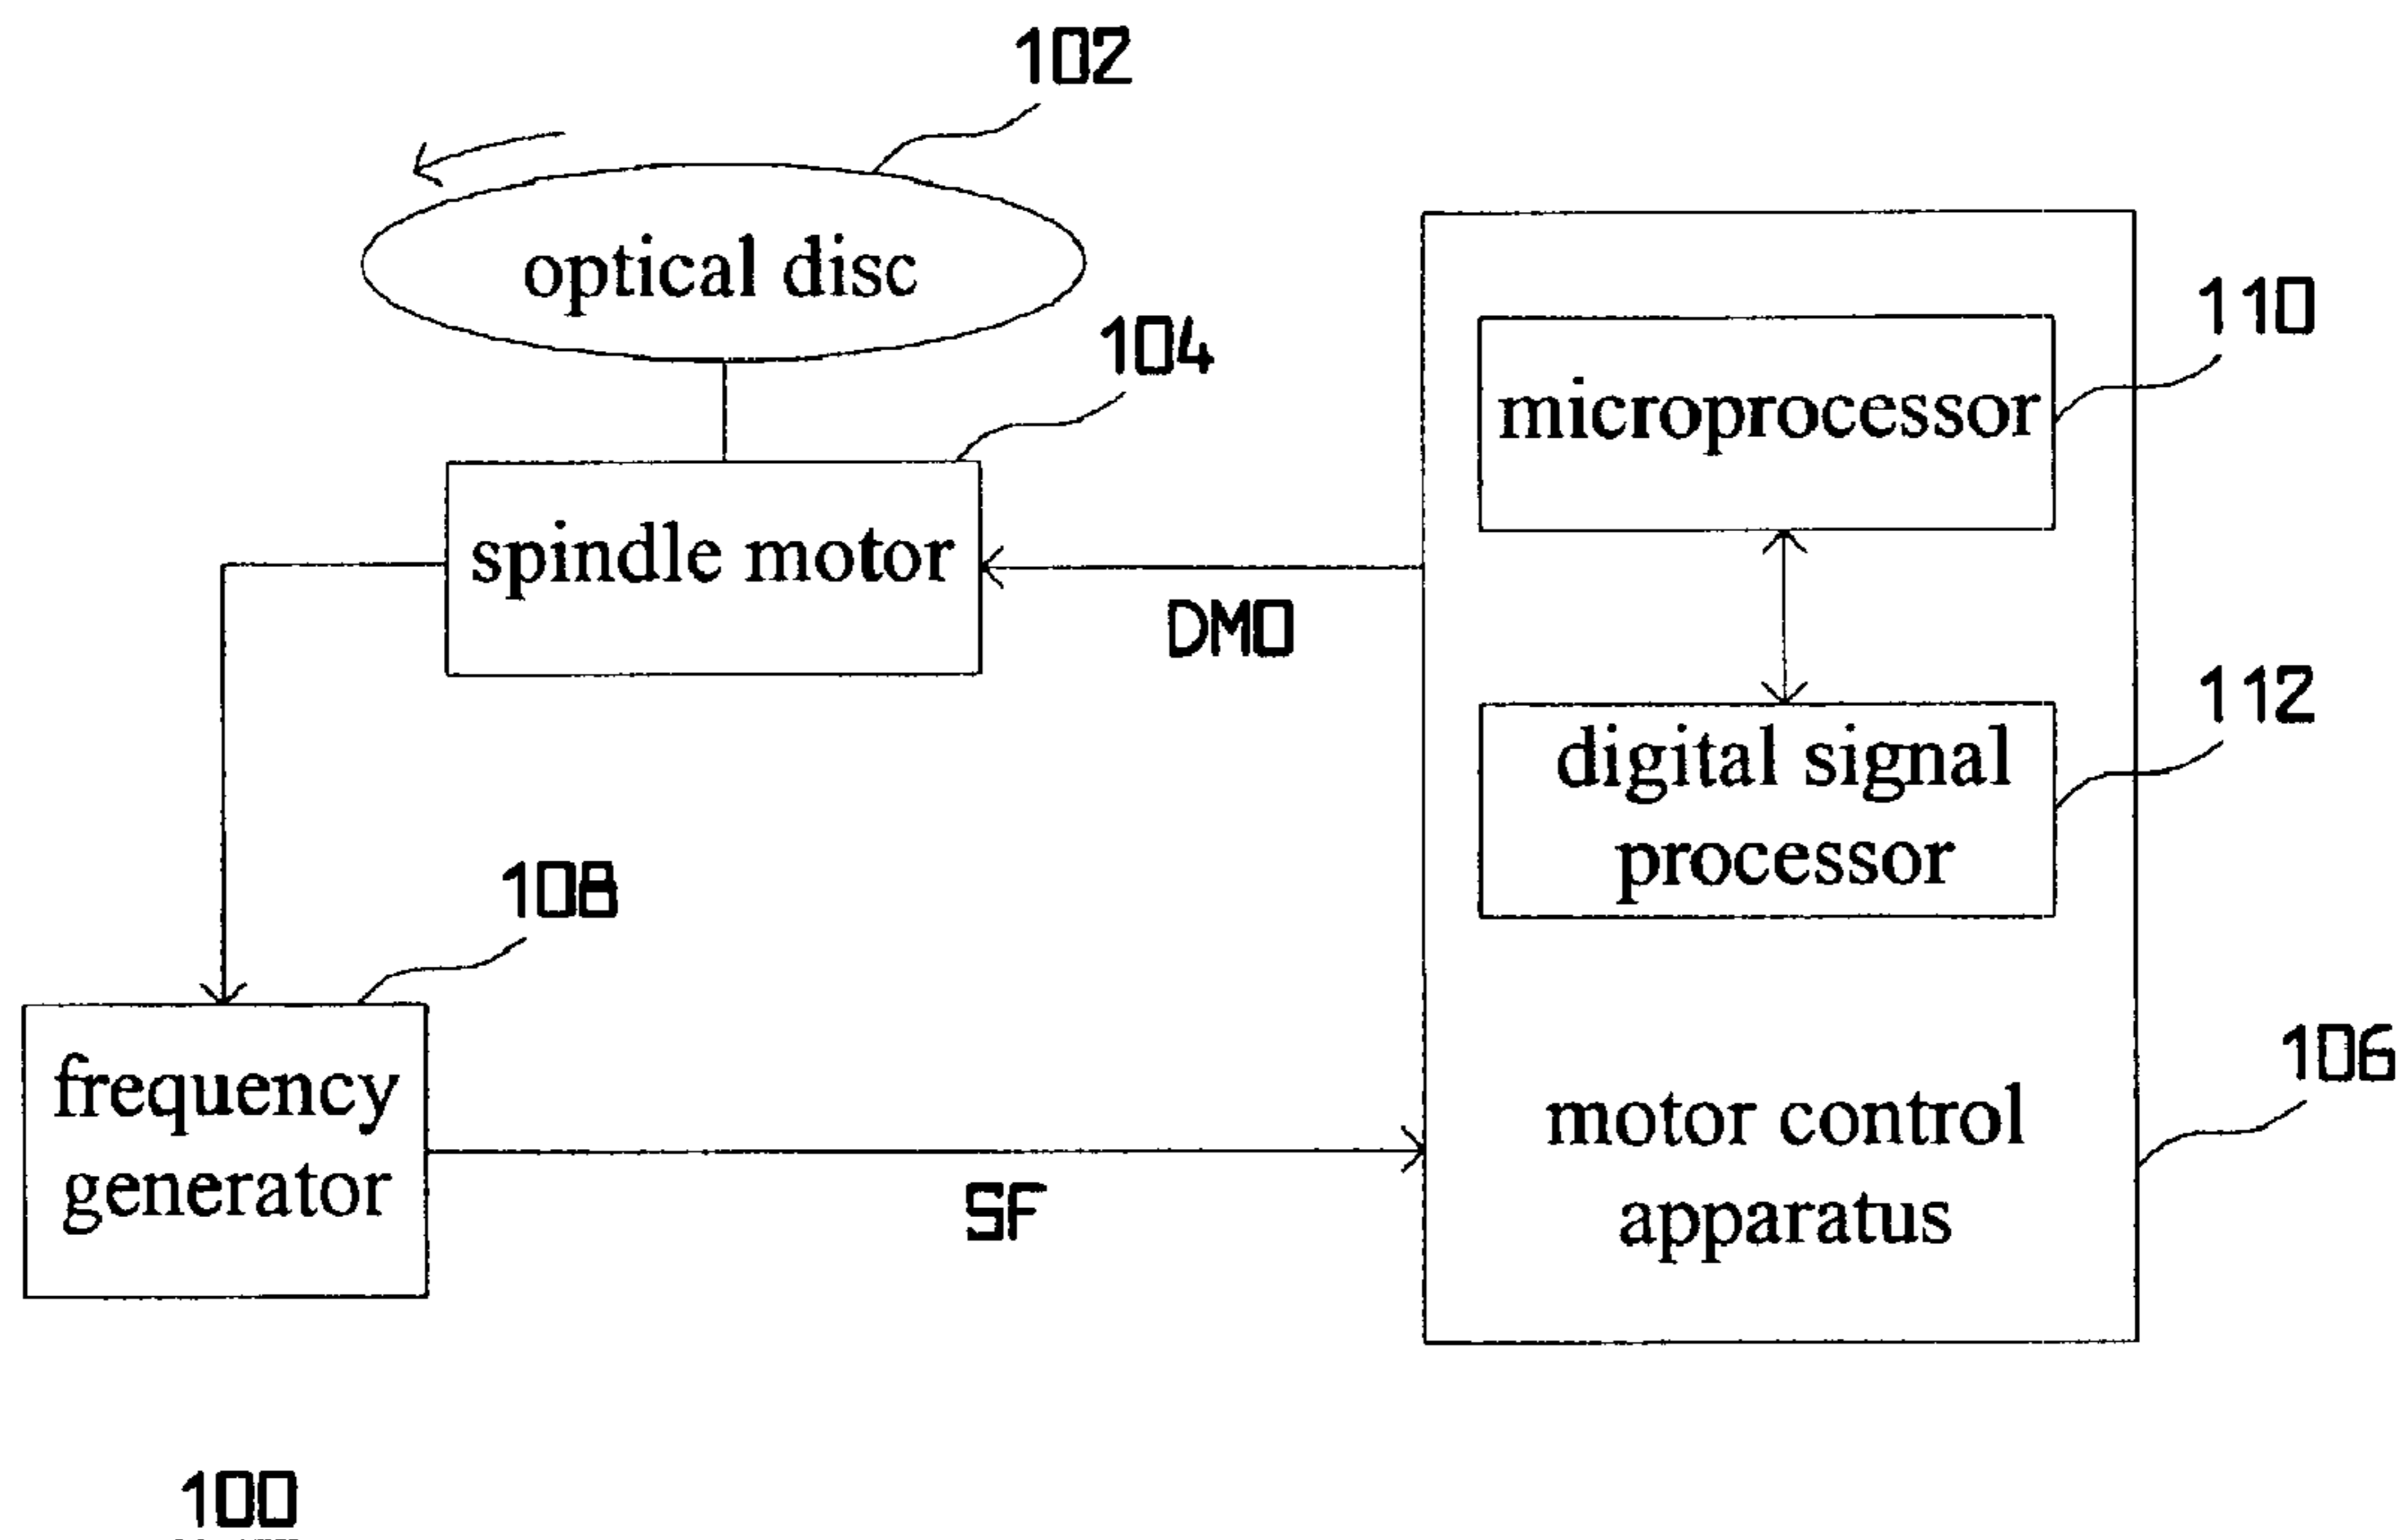 102
optical disc
104
110
microprocessor
spindle motor
DMO
112
digital signal
processor
108
frequency
generator
106
motor control
apparatus
SF
100